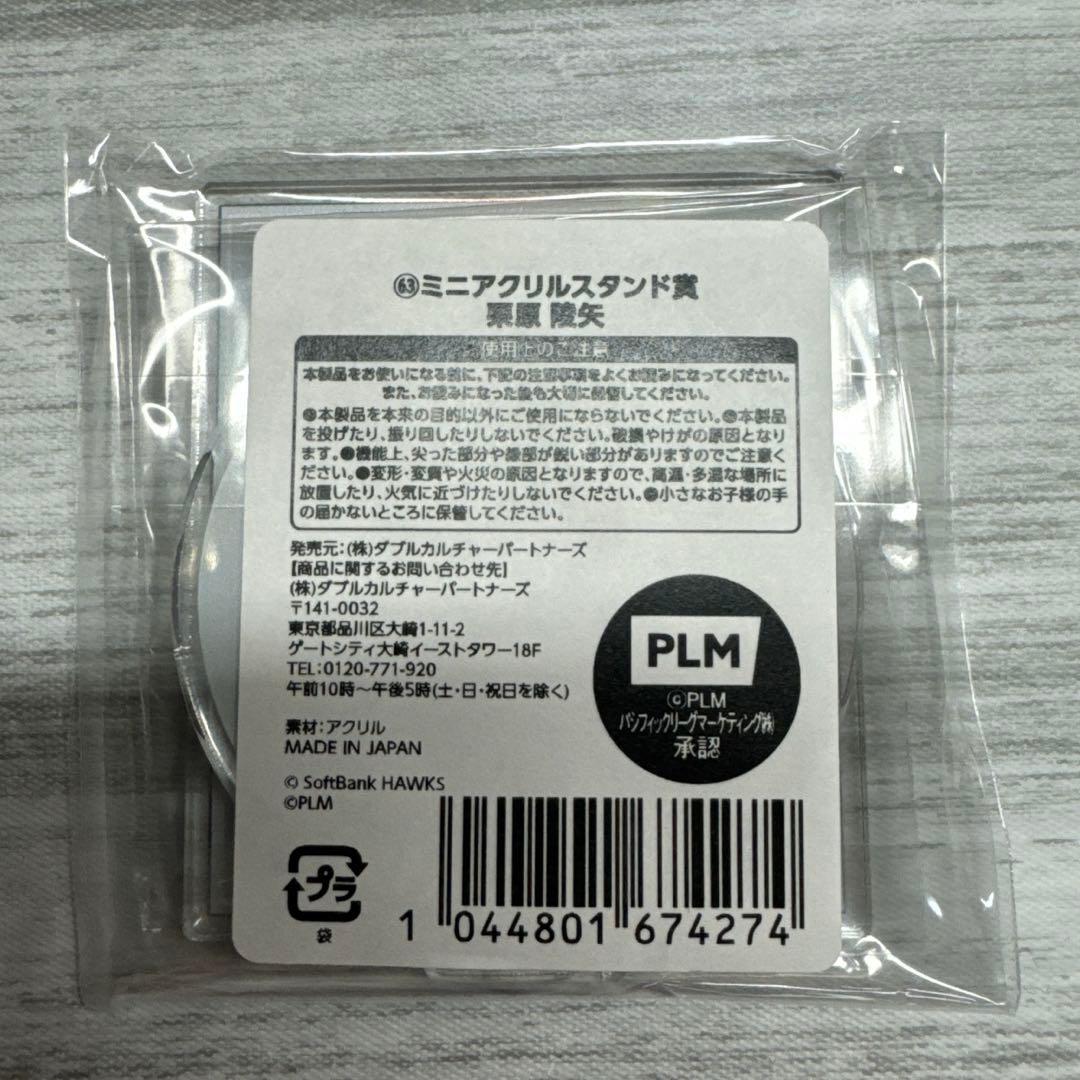 ㊿ミニアクリルスタンド賞
栗原 陵矢
使用上のご注意
本製品をお使いになる前に、下記の注意事項をよくお読みになってください。
また、お読みになった後も大切に保管してください。
●本製品を本来の目的以外にご使用にならないでください。●本製品
を投げたり、振り回したりしないでください。破損やけがの原因となり
ます。●機能上、尖った部分や縁部が鋭い部分がありますのでご注意く
ださい。●変形・変質や火災の原因となりますので、高温・多湿な場所に
放置したり、火気に近づけたりしないでください。●小さなお子様の手
の届かないところに保管してください。
発売元：(株)ダブルカルチャーパートナーズ
【商品に関するお問い合わせ先】
(株)ダブルカルチャーパートナーズ
〒141-0032
東京都品川区大崎1-11-2
ゲートシティ大崎イーストタワー18F
TEL：0120-771-920
午前10時〜午後5時(土・日・祝日を除く)
素材：アクリル
MADE IN JAPAN
© SoftBank HAWKS
©PLM
PLM
©PLM
パシフィックリーグマーケティング㈱
承認
プラ
袋
1 044801 674274